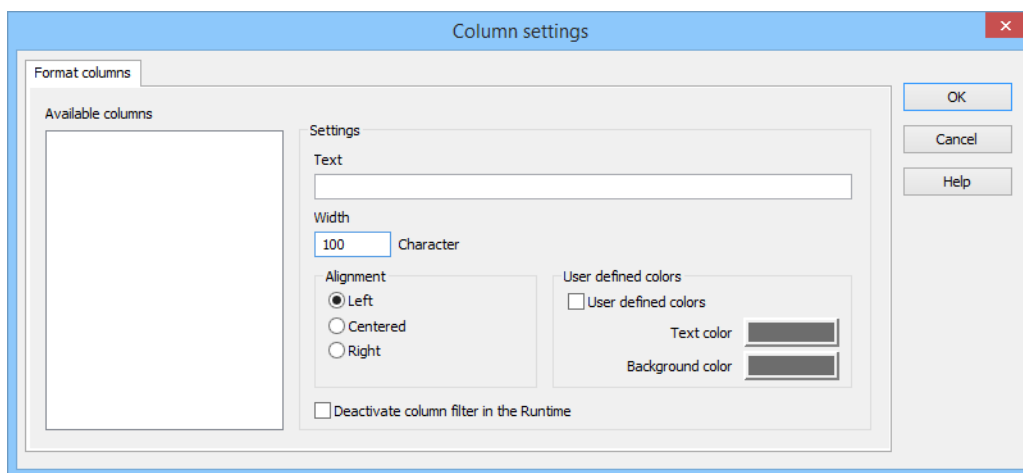 Column settings
Format columns
Available columns
Settings
Text
Width
100 Character
Alignment
Left
Centered
Right
User defined colors
User defined colors
Text color
Background color
Deactivate column filter in the Runtime
OK
Cancel
Help